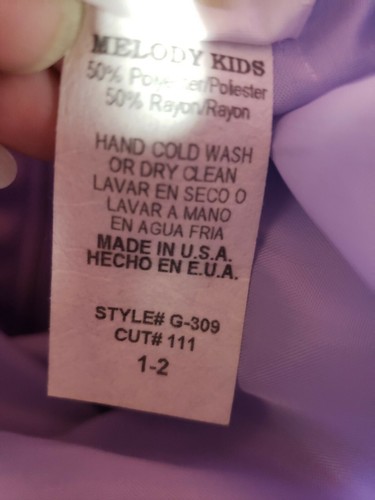 MELODY KIDS
50% Polyester/Poliester
50% Rayon/Rayon
HAND COLD WASH
OR DRY CLEAN
LAVAR EN SECO O
LAVAR A MANO
EN AGUA FRIA
MADE IN U.S.A.
HECHO EN E.U.A.
STYLE# G-309
CUT# 111
1-2